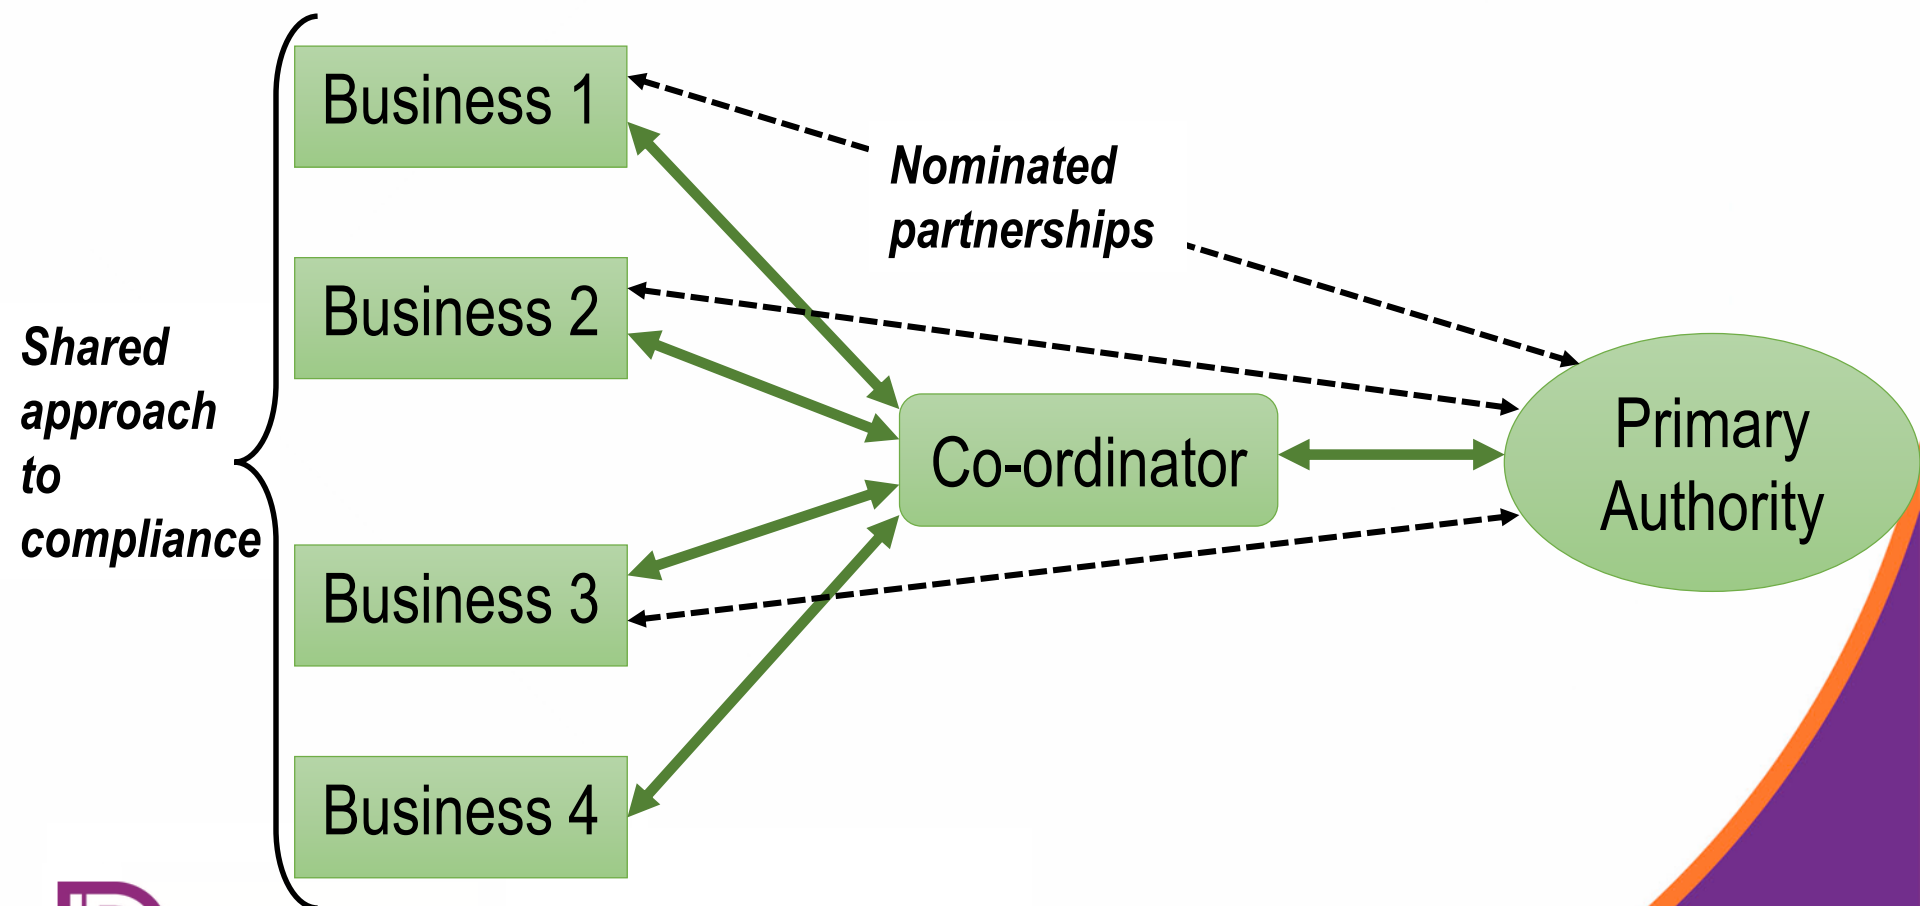 Shared
approach
to
compliance
Business 1
Business 2
Business 3
Business 4
Nominated
partnerships
Co-ordinator
Primary
Authority